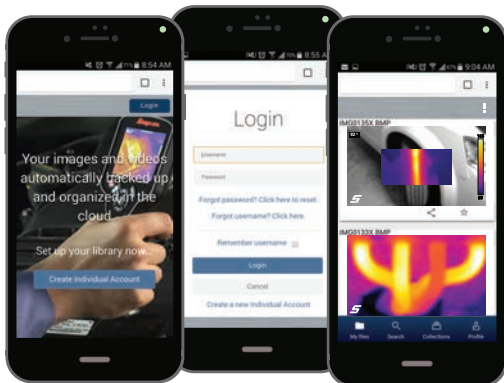 8:54 AM
Login
Snap-on
Your images and videos
automatically backed up
and organized in the
cloud.
Set up your library now...
Create Individual Account
8:55 A
Login
Username
Password
Forgot password? Click here to reset.
Forgot username? Click here.
Remember username
Login
Cancel
Create a new Individual Account
9:04 AM
IMG0135X.BMP
IMG0133X.BMP
My files
Search
Collections
Profile